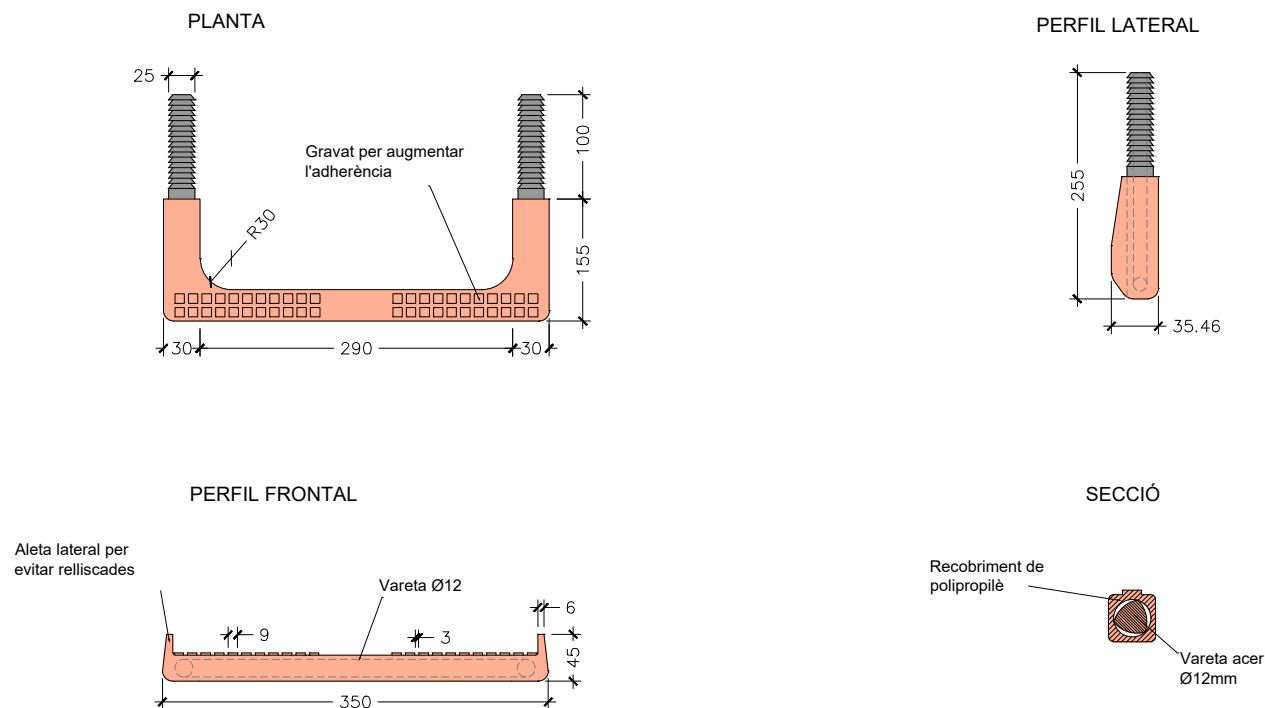 PLANTA
25
100
Gravat per augmentar
l'adherència
R30
155
30
290
30
PERFIL LATERAL
255
35.46
PERFIL FRONTAL
Aleta lateral per
evitar relliscades
Vareta Ø12
6
9
3
45
350
SECCIÓ
Recobriment de
polipropilè
Vareta acer
Ø12mm